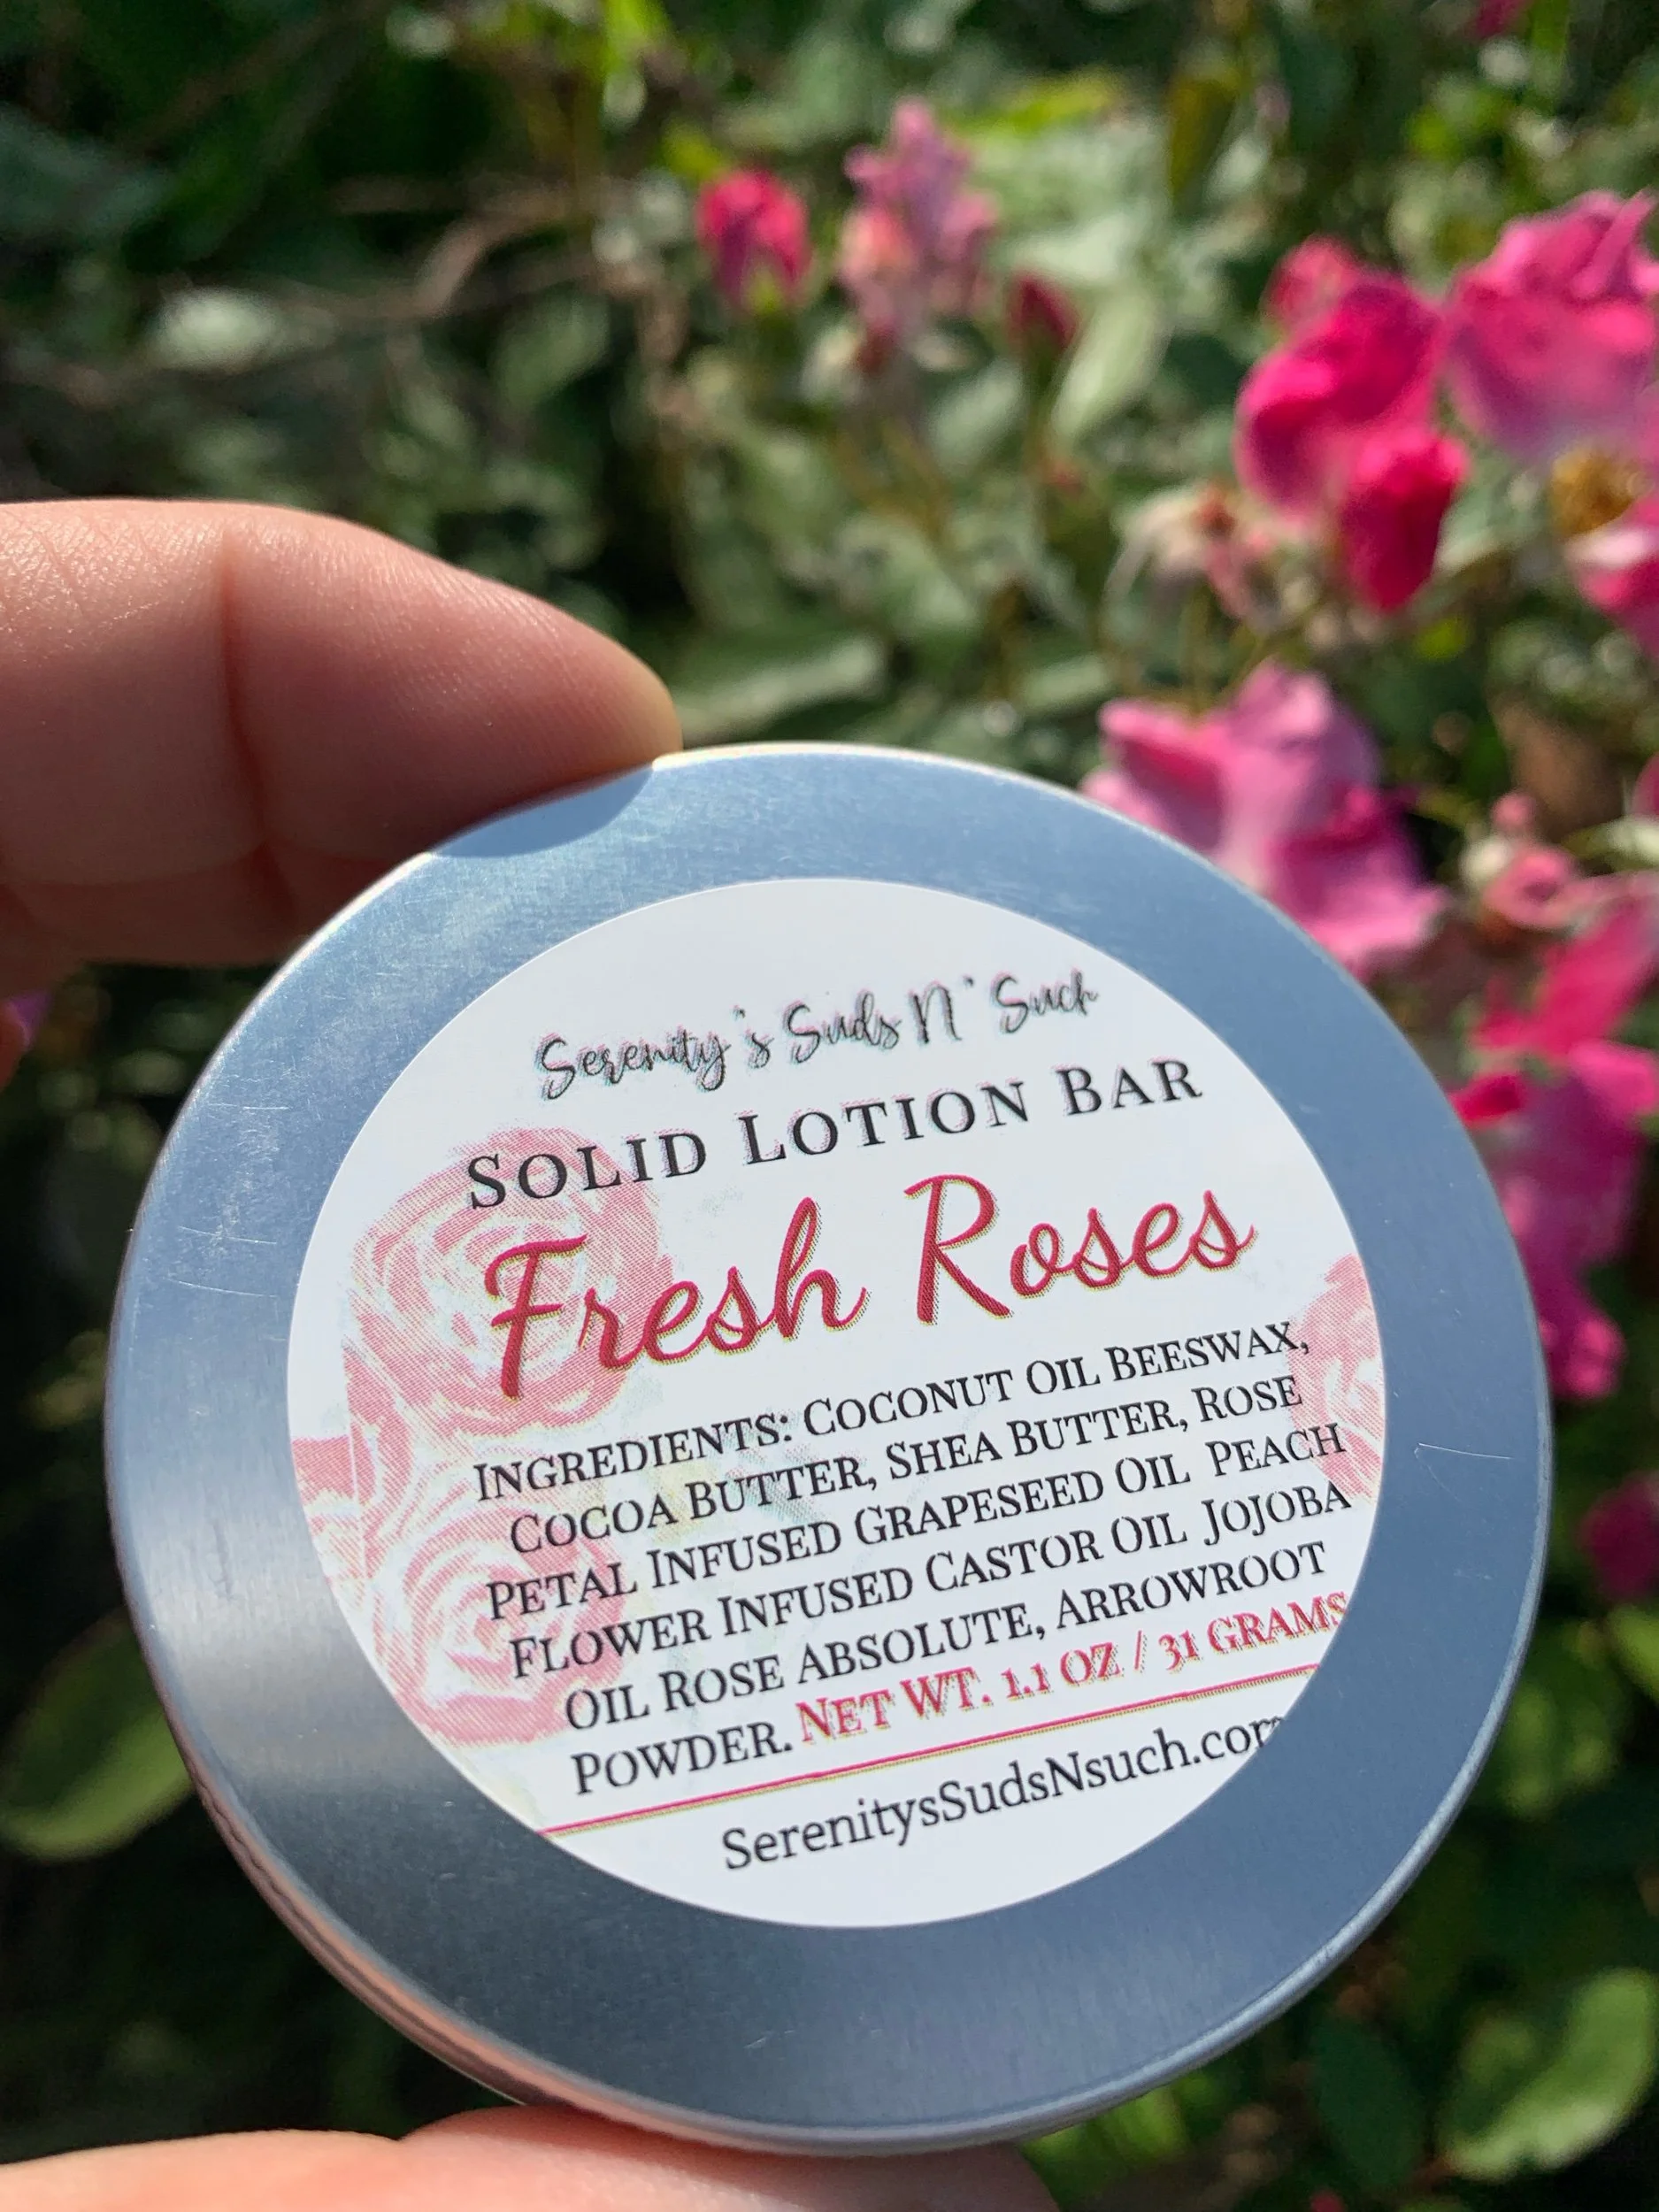 Serenity's Suds N' Such
SOLID LOTION BAR
Fresh Roses
INGREDIENTS: COCONUT OIL BEESWAX,
COCOA BUTTER, SHEA BUTTER, ROSE
PETAL INFUSED GRAPESEED OIL PEACH
FLOWER INFUSED CASTOR OIL JOJOBA
OIL ROSE ABSOLUTE, ARROWROOT
POWDER. NET WT. 1.1 OZ / 31 GRAMS
SerenitysSudsNsuch.com